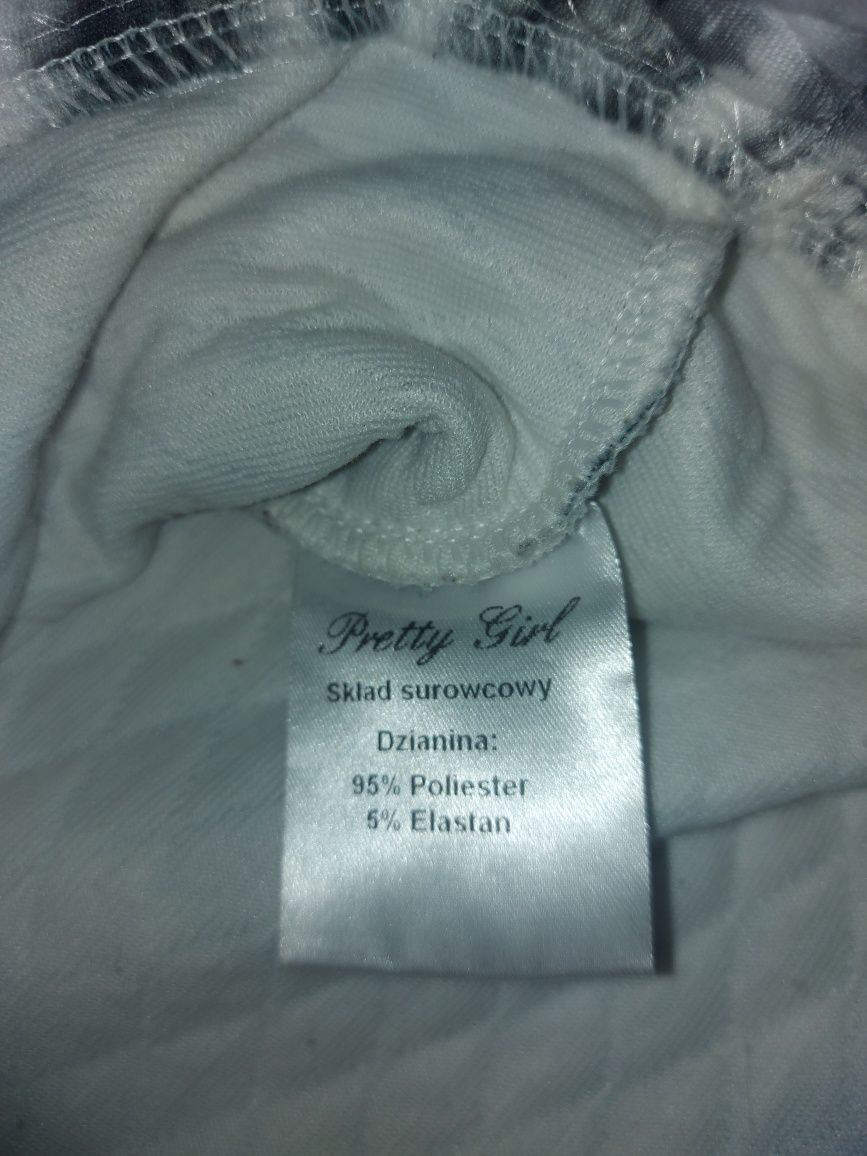 Pretty Girl
Skład surowcowy
Dzianina:
95% Poliester
5% Elastan